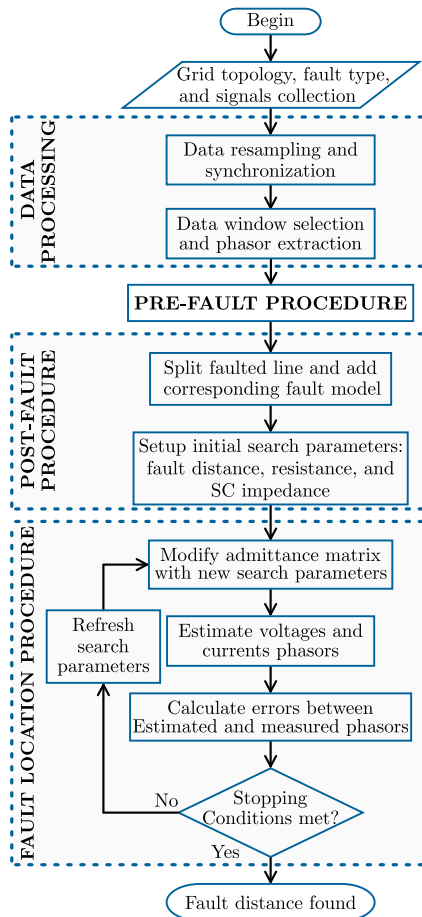 Begin
Grid topology, fault type,
and signals collection
DATA
PROCESSING
Data resampling and
synchronization
Data window selection
and phasor extraction
PRE-FAULT PROCEDURE
POST-FAULT
PROCEDURE
Split faulted line and add
corresponding fault model
Setup initial search parameters:
fault distance, resistance, and
SC impedance
FAULT LOCATION PROCEDURE
Modify admittance matrix
with new search parameters
Refresh
search
parameters
Estimate voltages and
currents phasors
Calculate errors between
Estimated and measured phasors
Stopping
Conditions met?
No
Yes
Fault distance found